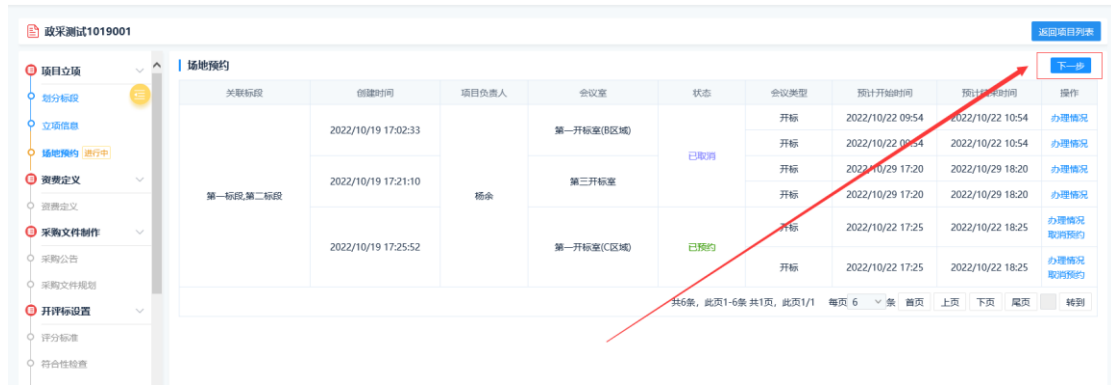 政采测试1019001
返回项目列表
项目立项
划分标段
立项信息
场地预约 进行中
资费定义
资费定义
采购文件制作
采购公告
采购文件规划
开评标设置
评分标准
符合性检查
场地预约
下一步
关联标段 创建时间 项目负责人 会议室 状态 会议类型 预计开始时间 预计结束时间 操作
第一标段,第二标段 杨余
2022/10/19 17:02:33 第一开标室(B区域) 已取消
开标 2022/10/22 09:54 2022/10/22 10:54 办理情况
开标 2022/10/22 09:54 2022/10/22 10:54 办理情况
2022/10/19 17:21:10 第三开标室
开标 2022/10/29 17:20 2022/10/29 18:20 办理情况
开标 2022/10/29 17:20 2022/10/29 18:20 办理情况
2022/10/19 17:25:52 第一开标室(C区域) 已预约
开标 2022/10/22 17:25 2022/10/22 18:25 办理情况
取消预约
开标 2022/10/22 17:25 2022/10/22 18:25 办理情况
取消预约
共6条, 此页1-6条 共1页, 此页1/1 每页 6 条 首页 上页 下页 尾页 转到